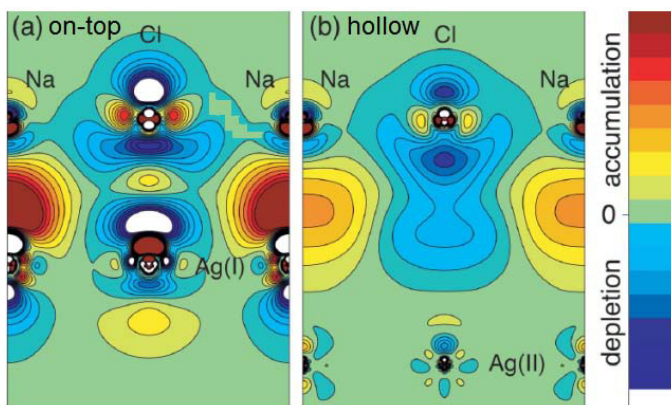 (a) on-top
Cl
Na
Na
Ag(I)
(b) hollow
Cl
Na
Na
Ag(II)
accumulation
0
depletion